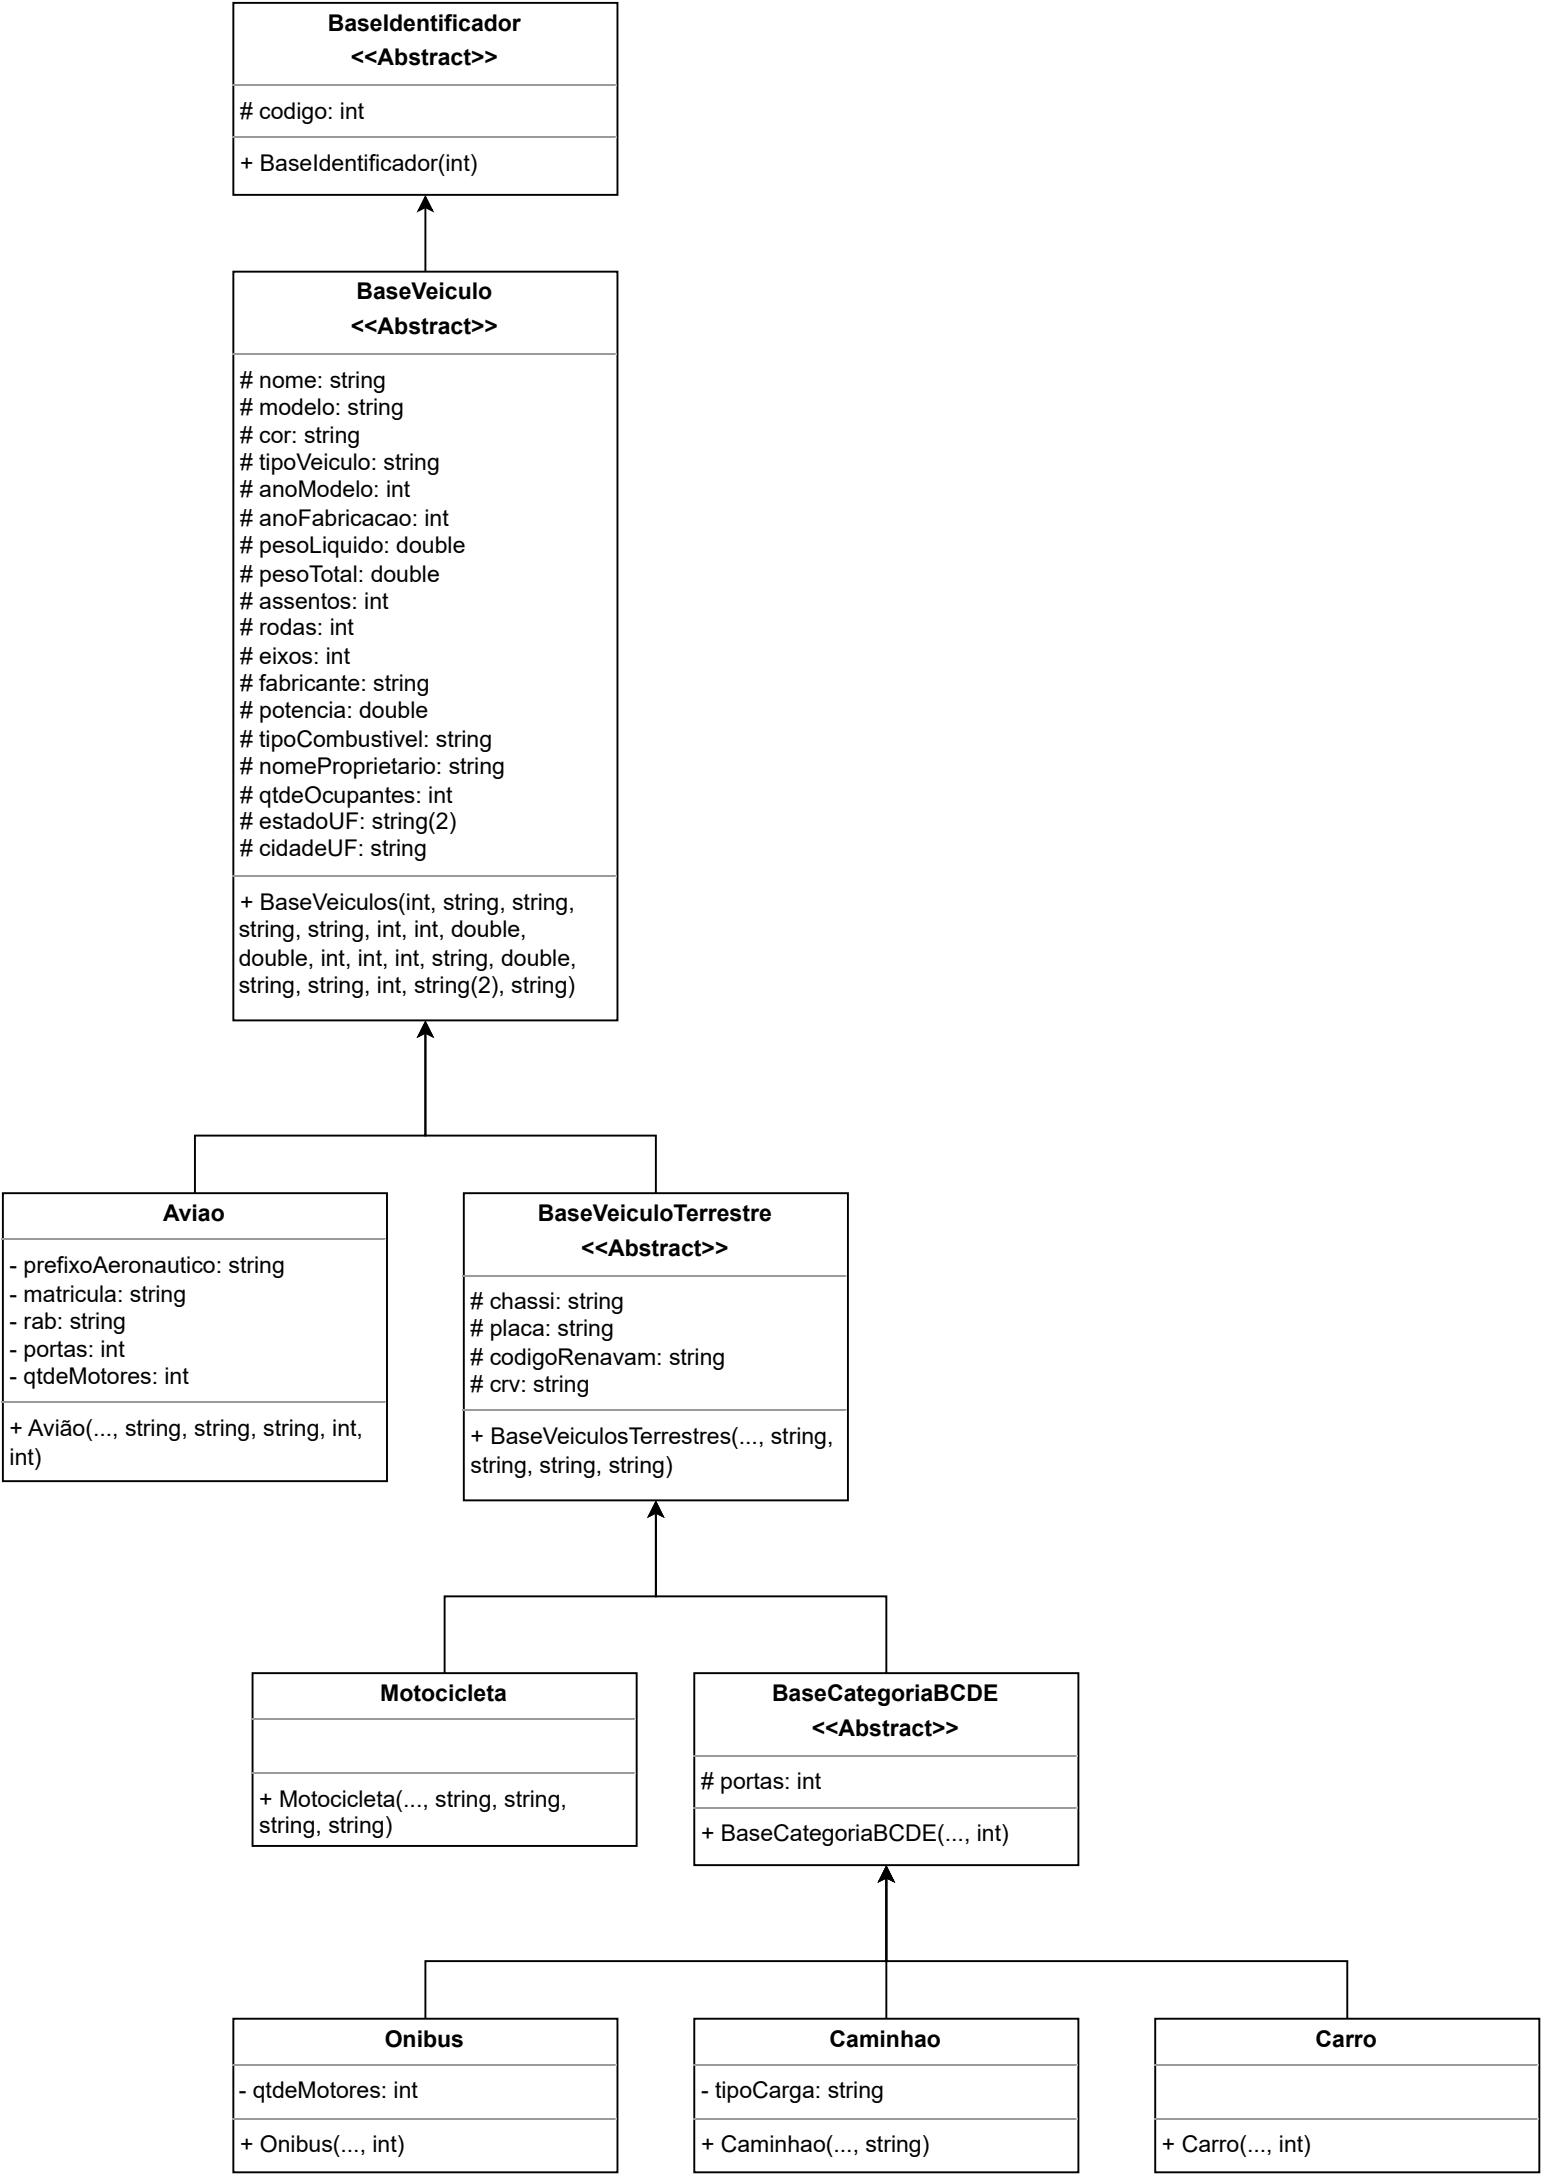 BaseIdentificador
<<Abstract>>
# codigo: int
+ BaseIdentificador(int)
BaseVeiculo
<<Abstract>>
# nome: string
# modelo: string
# cor: string
# tipoVeiculo: string
# anoModelo: int
# anoFabricacao: int
# pesoLiquido: double
# pesoTotal: double
# assentos: int
# rodas: int
# eixos: int
# fabricante: string
# potencia: double
# tipoCombustivel: string
# nomeProprietario: string
# qtdeOcupantes: int
# estadoUF: string(2)
# cidadeUF: string
+ BaseVeiculos(int, string, string,
string, string, int, int, double,
double, int, int, int, string, double,
string, string, int, string(2), string)
Aviao
- prefixoAeronautico: string
- matricula: string
- rab: string
- portas: int
- qtdeMotores: int
+ Avião(..., string, string, string, int,
int)
BaseVeiculoTerrestre
<<Abstract>>
# chassi: string
# placa: string
# codigoRenavam: string
# crv: string
+ BaseVeiculosTerrestres(..., string,
string, string, string)
Motocicleta
+ Motocicleta(..., string, string,
string, string)
BaseCategoriaBCDE
<<Abstract>>
# portas: int
+ BaseCategoriaBCDE(..., int)
Onibus
- qtdeMotores: int
+ Onibus(..., int)
Caminhao
- tipoCarga: string
+ Caminhao(..., string)
Carro
+ Carro(..., int)